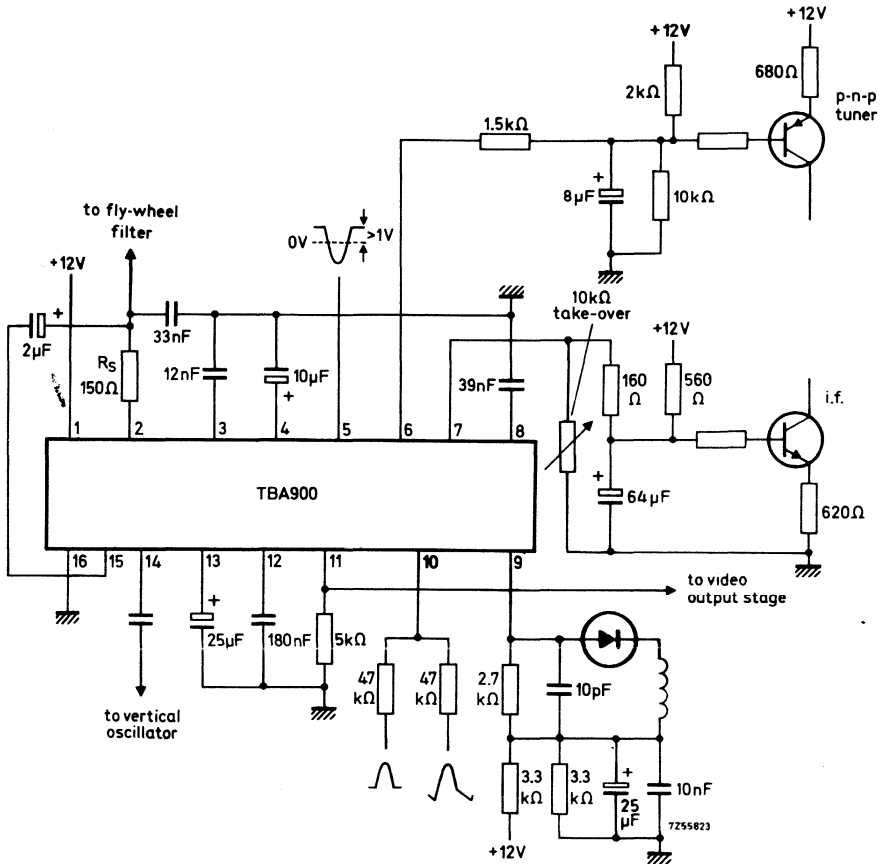 +12V
+12V
680Ω
p-n-p
tuner
2kΩ
1.5kΩ
+
8µF
10kΩ
to fly-wheel
filter
0V
>1V
+12V
+
2µF
33nF
10kΩ
take-over
+12V
RS
150Ω
12nF
10µF
+
39nF
160
Ω
560
Ω
i.f.
1
2
3
4
5
6
7
8
TBA900
+
64µF
620Ω
16
15
14
13
12
11
10
9
to video
output stage
+
25µF
180nF
5kΩ
47
kΩ
47
kΩ
2.7
kΩ
10pF
to vertical
oscillator
3.3
kΩ
3.3
kΩ
+
25
µF
10nF
7Z55823
+12V